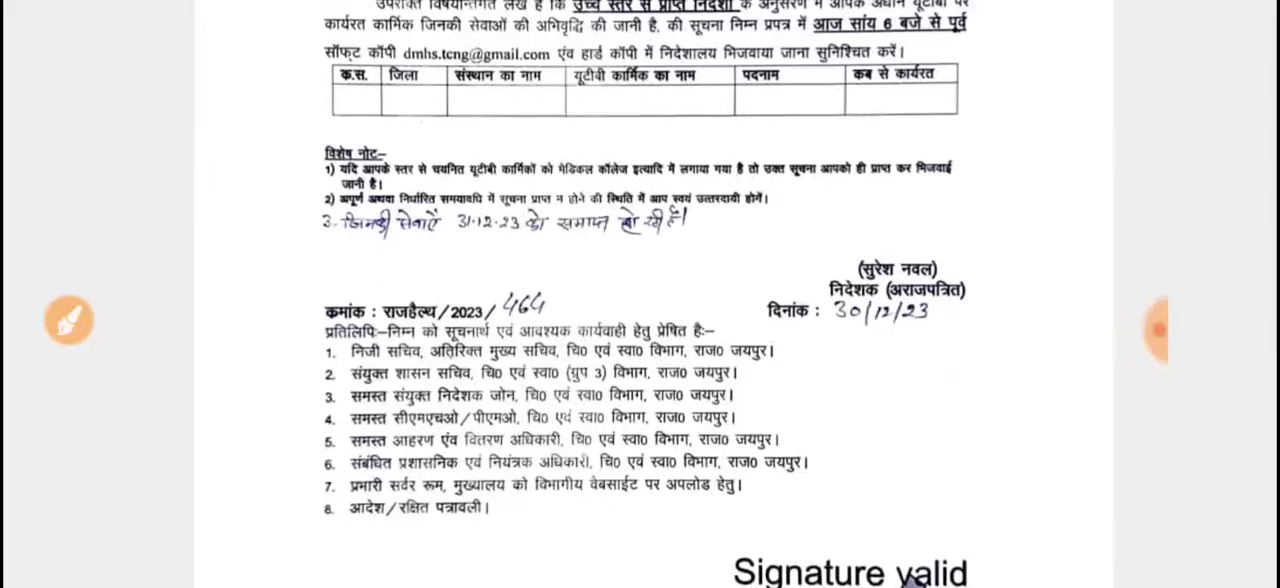 उपरोक्त विषयान्तर्गत लेख है कि उच्च स्तर से प्राप्त निर्देशों के अनुसरण में आपके अधीन यूटीबी पर
कार्यरत कार्मिक जिनकी सेवाओं की अभिवृद्धि की जानी है, की सूचना निम्न प्रपत्र में आज सांय 6 बजे से पूर्व
सॉफ्ट कॉपी dmhs.tcng@gmail.com एंव हार्ड कॉपी में निदेशालय भिजवाया जाना सुनिश्चित करें।
क.स. जिला संस्थान का नाम यूटीबी कार्मिक का नाम पदनाम कब से कार्यरत
विशेष नोट:-
1) यदि आपके स्तर से चयनित यूटीबी कार्मिकों को मेडिकल कॉलेज इत्यादि में लगाया गया है तो उक्त सूचना आपको ही प्राप्त कर भिजवाई
जानी है।
2) अपूर्ण अथवा निर्धारित समयावधि में सूचना प्राप्त न होने की स्थिति में आप स्वयं उत्तरदायी होगें।
3. जिनकी सेवाएँ 31.12.23 को समाप्त हो रही है।
(सुरेश नवल)
निदेशक (अराजपत्रित)
कमांक : राजहैल्थ/2023/464 दिनांक : 30/12/23
प्रतिलिपिः-निम्न को सूचनार्थ एवं आवश्यक कार्यवाही हेतु प्रेषित हैः-
1. निजी सचिव, अतिरिक्त मुख्य सचिव, चि0 एवं स्वा0 विभाग, राज0 जयपुर।
2. संयुक्त शासन सचिव, चि0 एवं स्वा0 (ग्रुप 3) विभाग, राज0 जयपुर।
3. समस्त संयुक्त निदेशक जोन, चि0 एवं स्वा0 विभाग, राज0 जयपुर।
4. समस्त सीएमएचओ/पीएमओ, चि0 एवं स्वा0 विभाग, राज0 जयपुर।
5. समस्त आहरण एंव वितरण अधिकारी, चि0 एवं स्वा0 विभाग, राज0 जयपुर।
6. संबंधित प्रशासनिक एवं नियंत्रक अधिकारी, चि0 एवं स्वा0 विभाग, राज0 जयपुर।
7. प्रभारी सर्वर रूम, मुख्यालय को विभागीय वेबसाईट पर अपलोड हेतु।
8. आदेश/रक्षित पत्रावली।
Signature valid